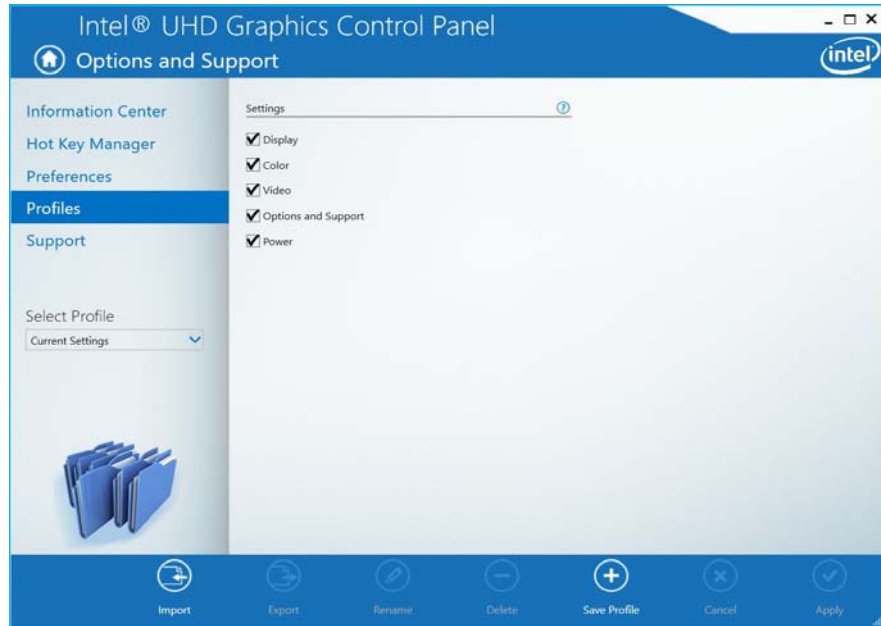 Intel® UHD Graphics Control Panel
Options and Support
intel
Information Center
Hot Key Manager
Preferences
Profiles
Support
Select Profile
Current Settings
Settings
?
Display
Color
Video
Options and Support
Power
Import
Export
Rename
Delete
Save Profile
Cancel
Apply